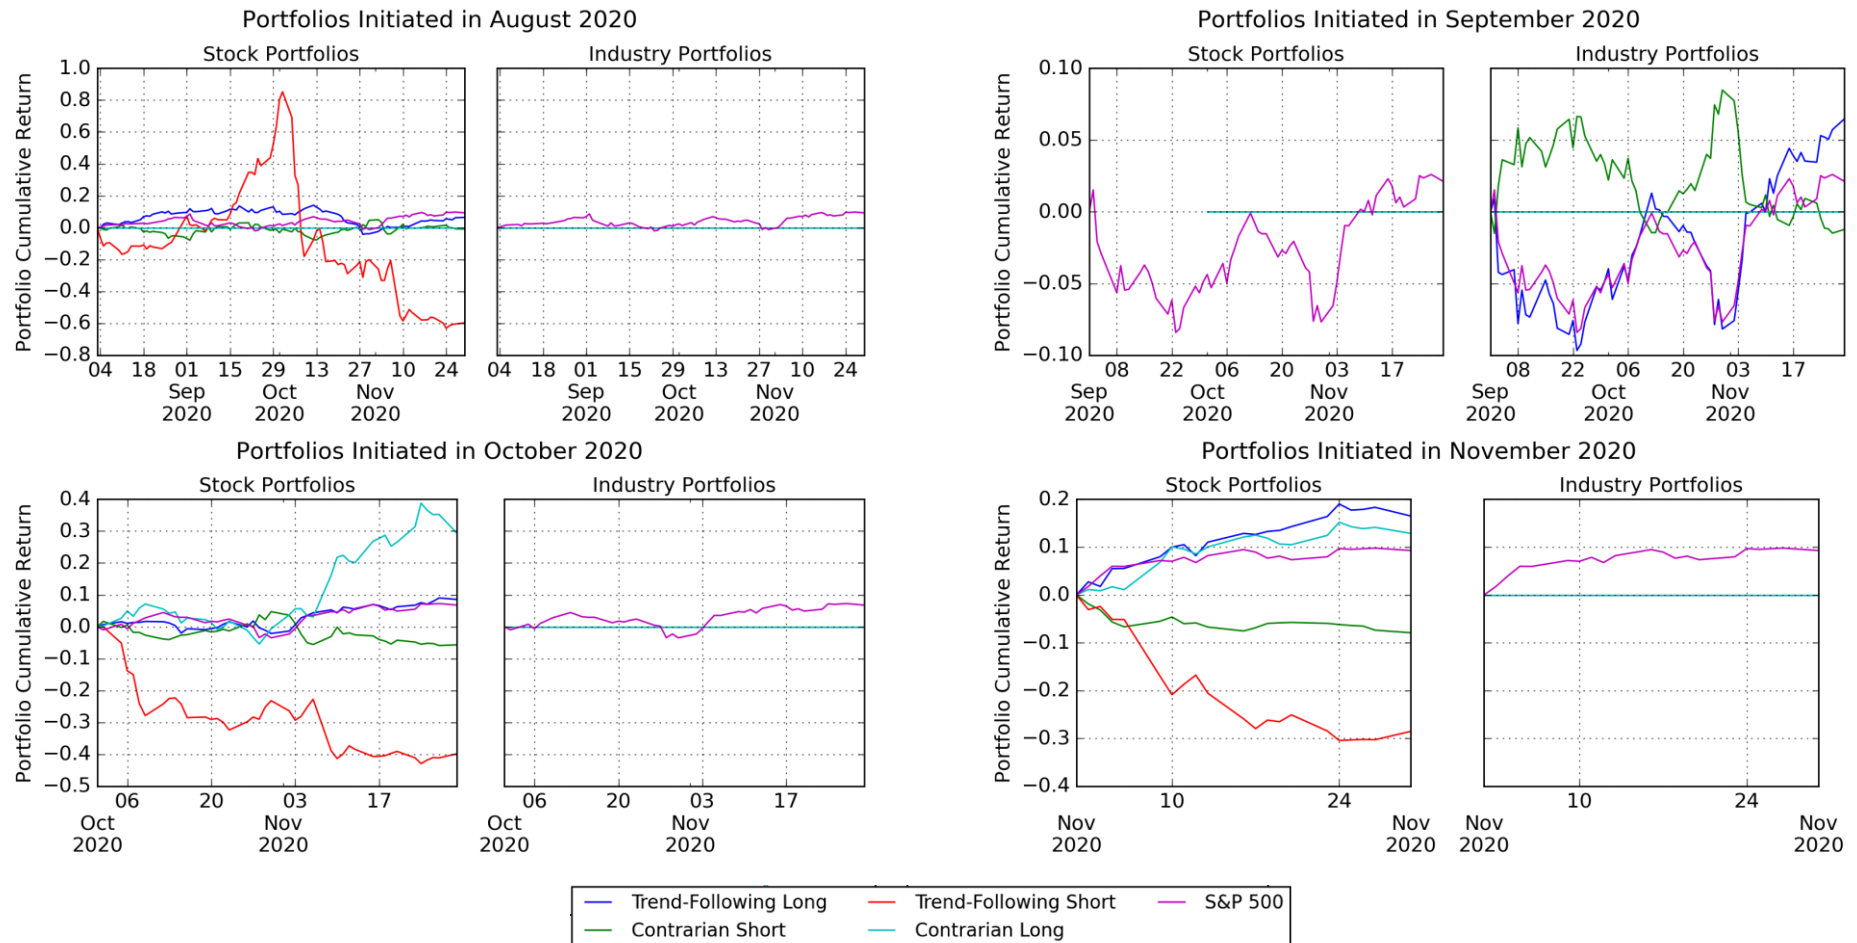 Portfolios Initiated in August 2020
Stock Portfolios
Industry Portfolios
Portfolio Cumulative Return
1.0
0.8
0.6
0.4
0.2
0.0
−0.2
−0.4
−0.6
−0.8
04 18 01 15 29 13 27 10 24
Sep Oct Nov
2020 2020 2020
04 18 01 15 29 13 27 10 24
Sep Oct Nov
2020 2020 2020
Portfolios Initiated in September 2020
Stock Portfolios
Industry Portfolios
Portfolio Cumulative Return
0.10
0.05
0.00
−0.05
−0.10
08 22 06 20 03 17
Sep Oct Nov
2020 2020 2020
08 22 06 20 03 17
Sep Oct Nov
2020 2020 2020
Portfolios Initiated in October 2020
Stock Portfolios
Industry Portfolios
Portfolio Cumulative Return
0.4
0.3
0.2
0.1
0.0
−0.1
−0.2
−0.3
−0.4
−0.5
06 20 03 17
Oct Nov
2020 2020
06 20 03 17
Oct Nov
2020 2020
Portfolios Initiated in November 2020
Stock Portfolios
Industry Portfolios
Portfolio Cumulative Return
0.2
0.1
0.0
−0.1
−0.2
−0.3
−0.4
10 24
Nov Nov
2020 2020
10 24
Nov Nov
2020 2020
Trend-Following Long
Trend-Following Short
S&P 500
Contrarian Short
Contrarian Long